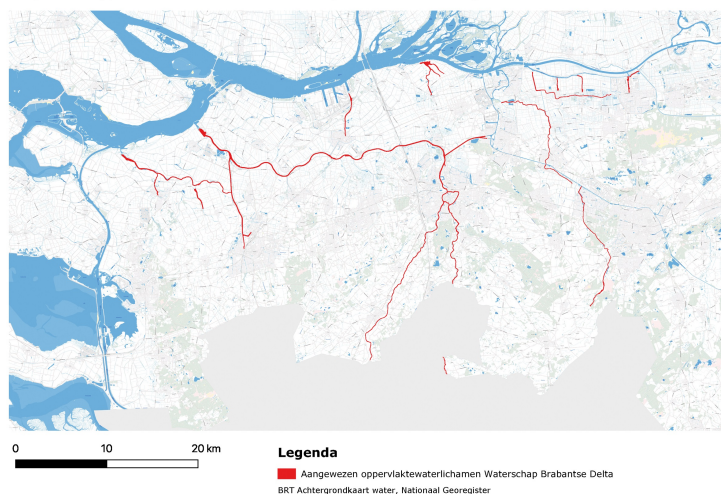 0 10 20 km
Legenda
Aangewezen oppervlaktewaterlichamen Waterschap Brabantse Delta
BRT Achtergrondkaart water, Nationaal Georegister